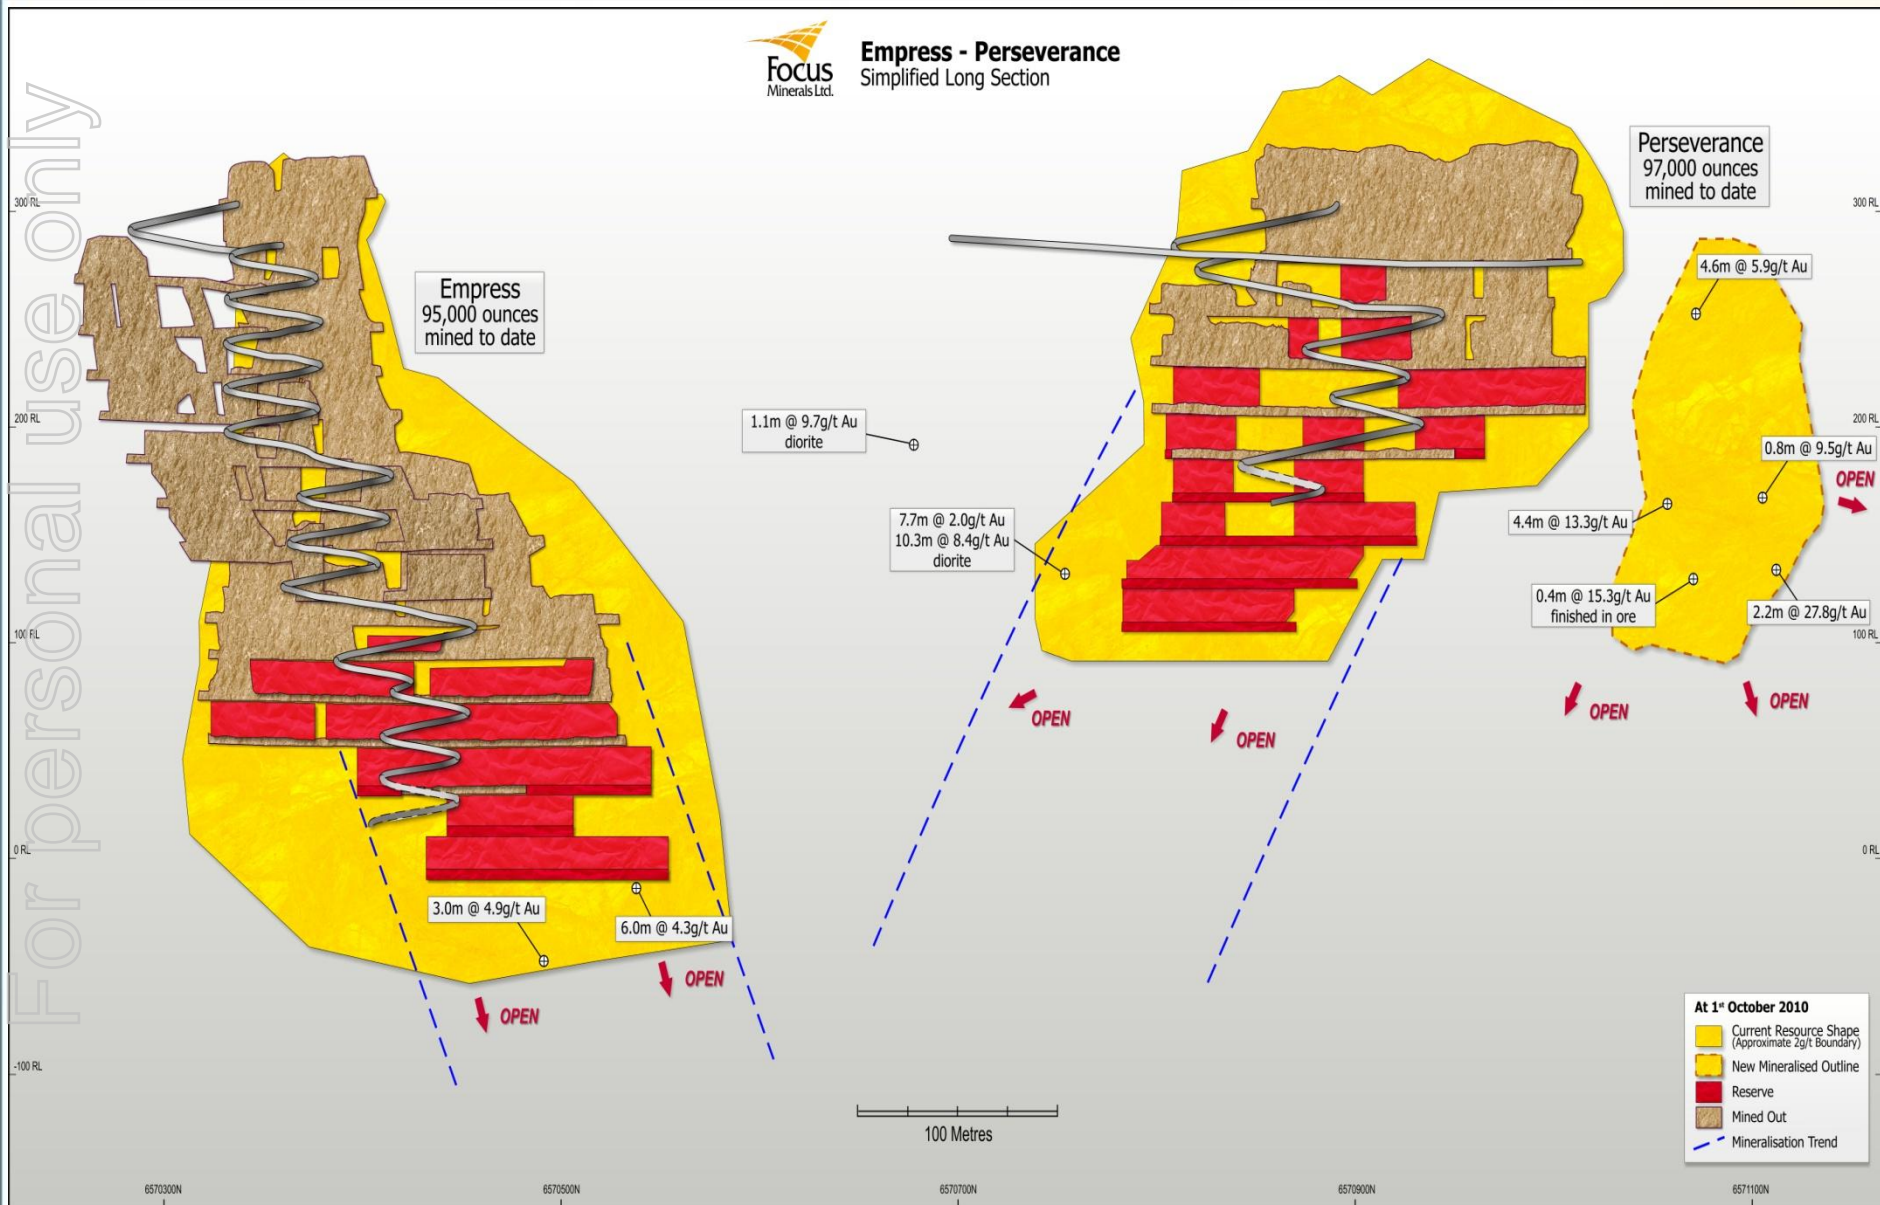 For personal use only
Focus
Minerals Ltd.
Empress - Perseverance
Simplified Long Section
Perseverance
97,000 ounces
mined to date
300 RL
300 RL
Empress
95,000 ounces
mined to date
4.6m @ 5.9g/t Au
1.1m @ 9.7g/t Au
diorite
200 RL
200 RL
0.8m @ 9.5g/t Au
OPEN
7.7m @ 2.0g/t Au
10.3m @ 8.4g/t Au
diorite
4.4m @ 13.3g/t Au
0.4m @ 15.3g/t Au
finished in ore
2.2m @ 27.8g/t Au
100 RL
100 RL
OPEN
OPEN
OPEN
OPEN
0 RL
0 RL
3.0m @ 4.9g/t Au
6.0m @ 4.3g/t Au
OPEN
OPEN
-100 RL
At 1st October 2010
Current Resource Shape
(Approximate 2g/t Boundary)
New Mineralised Outline
Reserve
Mined Out
Mineralisation Trend
100 Metres
6570300N
6570500N
6570700N
6570900N
6571100N